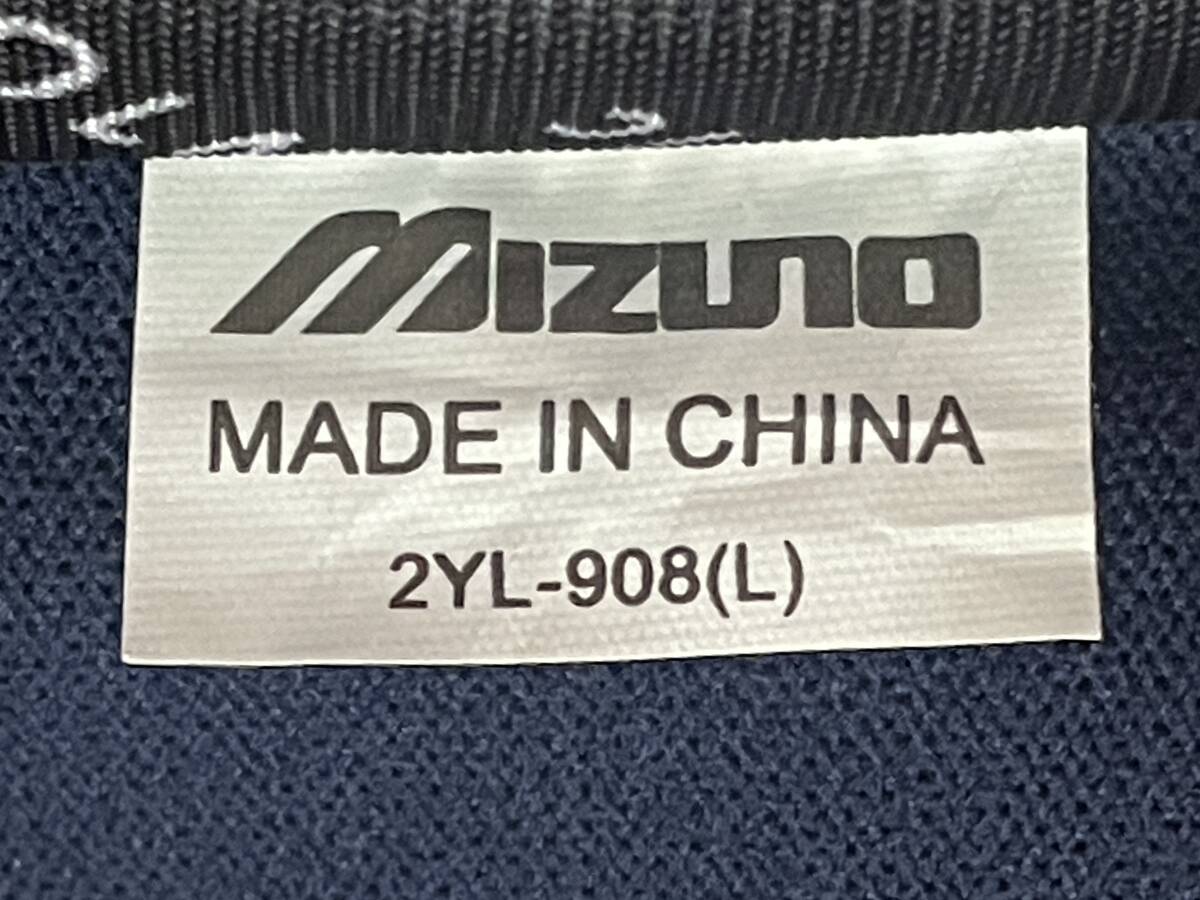 Mizuno
MADE IN CHINA
2YL-908(L)